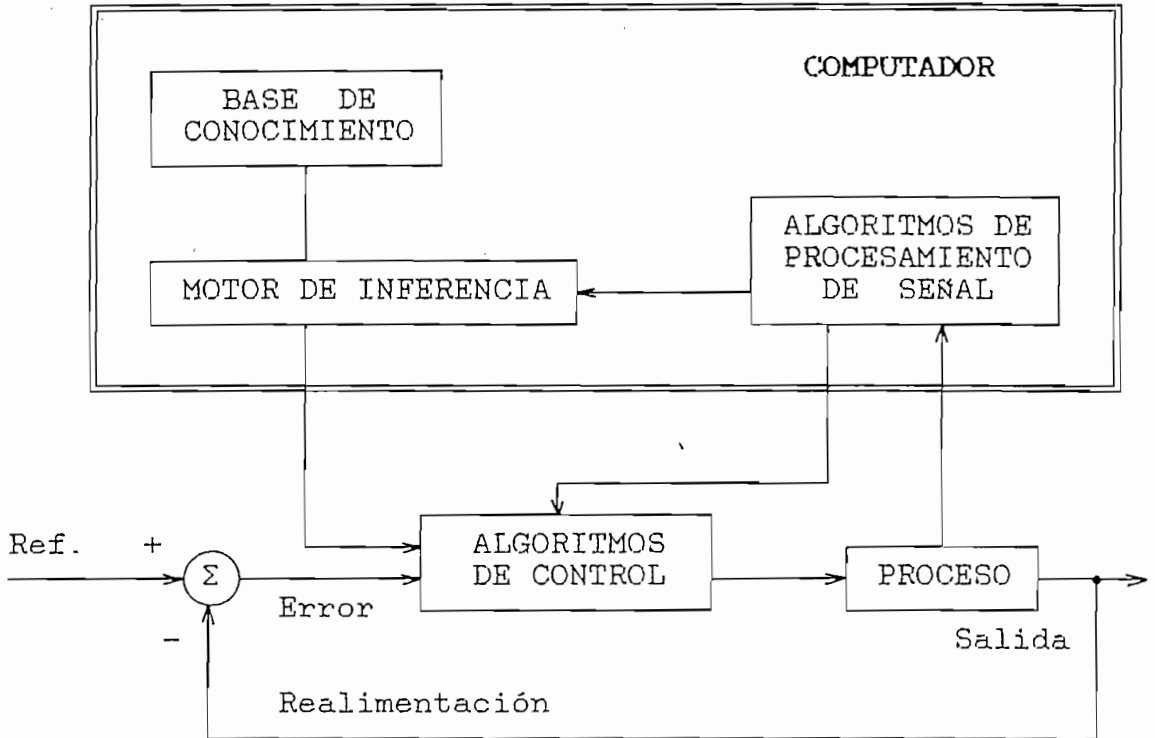 COMPUTADOR
BASE DE
CONOCIMIENTO
ALGORITMOS DE
PROCESAMIENTO
DE SEÑAL
MOTOR DE INFERENCIA
Ref. +
Σ
Error
ALGORITMOS
DE CONTROL
PROCESO
-
Salida
Realimentación